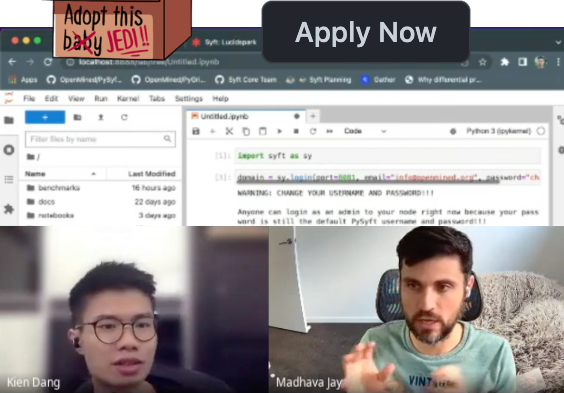 Adopt this
baby JEDI!!
Apply Now
Syft: Lucidspark
localhost:8888/lab/tree/Untitled.ipynb
Apps OpenMined/PySyf... OpenMined/PyGri... Syft Core Team Syft Planning Gather Why differential pr...
File Edit View Run Kernel Tabs Settings Help
Untitled.ipynb
Filter files by name
Code
Python 3 (ipykernel)
/
Name
Last Modified
benchmarks 16 hours ago
docs 22 days ago
notebooks 3 days ago
[1]: import syft as sy
[3]: domain = sy.login(port=8081, email="info@openmined.org", password="ch
WARNING: CHANGE YOUR USERNAME AND PASSWORD!!!
Anyone can login as an admin to your node right now because your pass
word is still the default PySyft username and password!!!
Kien Dang
Madhava Jay
VINT